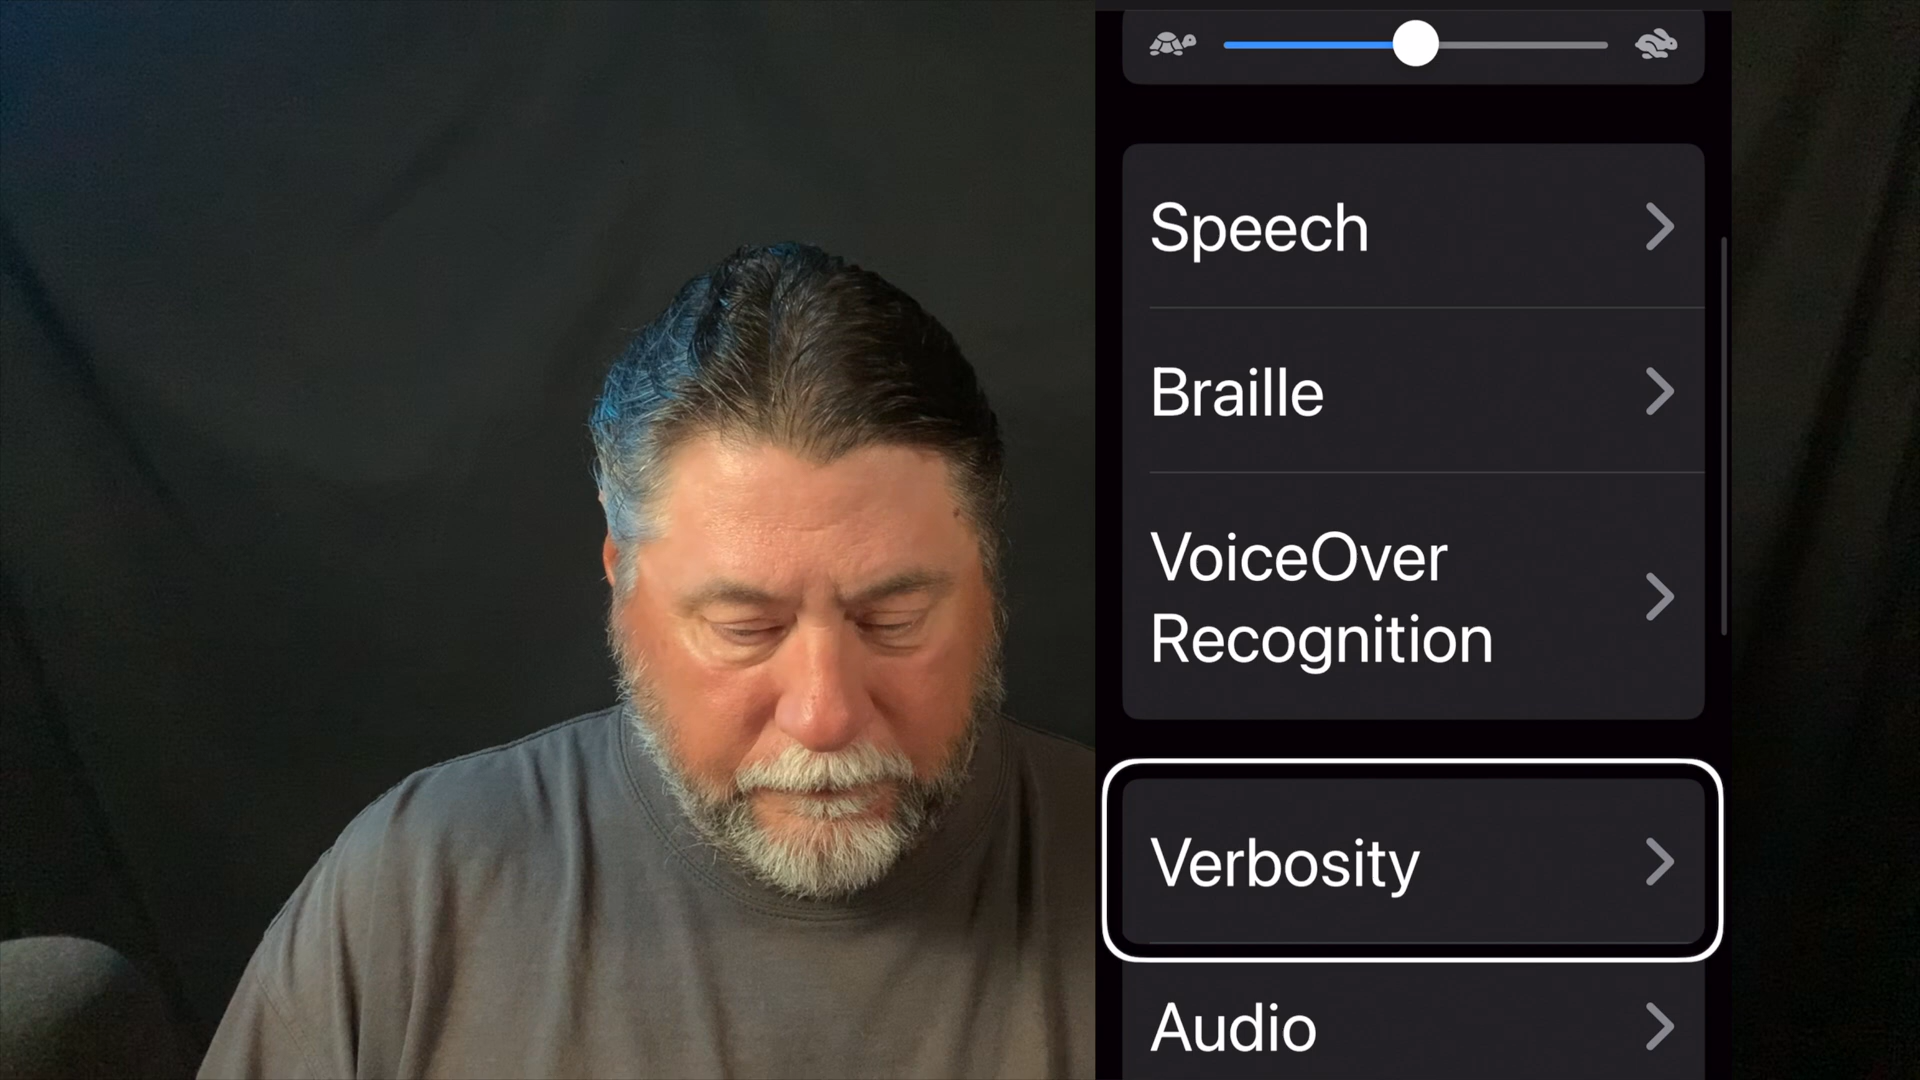 Speech
Braille
VoiceOver
Recognition
Verbosity
Audio